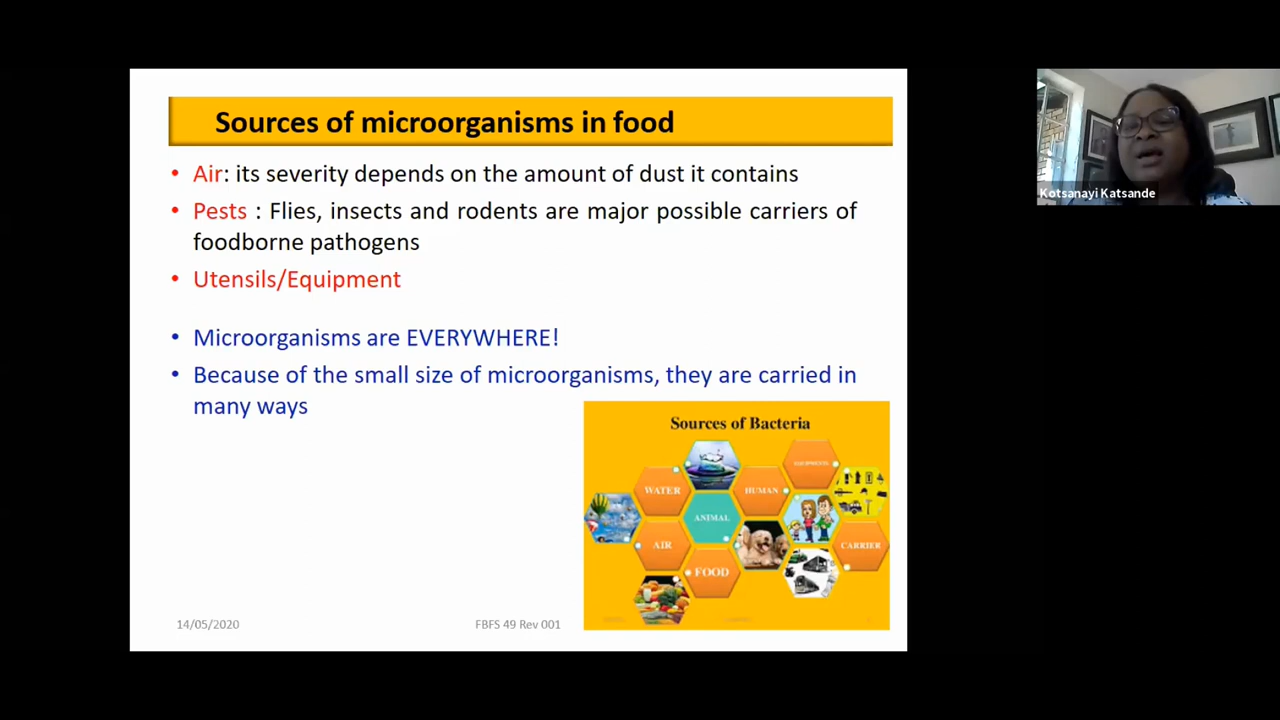 Sources of microorganisms in food
• Air: its severity depends on the amount of dust it contains
• Pests : Flies, insects and rodents are major possible carriers of
foodborne pathogens
• Utensils/Equipment
• Microorganisms are EVERYWHERE!
• Because of the small size of microorganisms, they are carried in
many ways
Sources of Bacteria
WATER
HUMAN
ANIMAL
AIR
CARRIER
FOOD
14/05/2020
FBFS 49 Rev 001
Kotsanayi Katsande